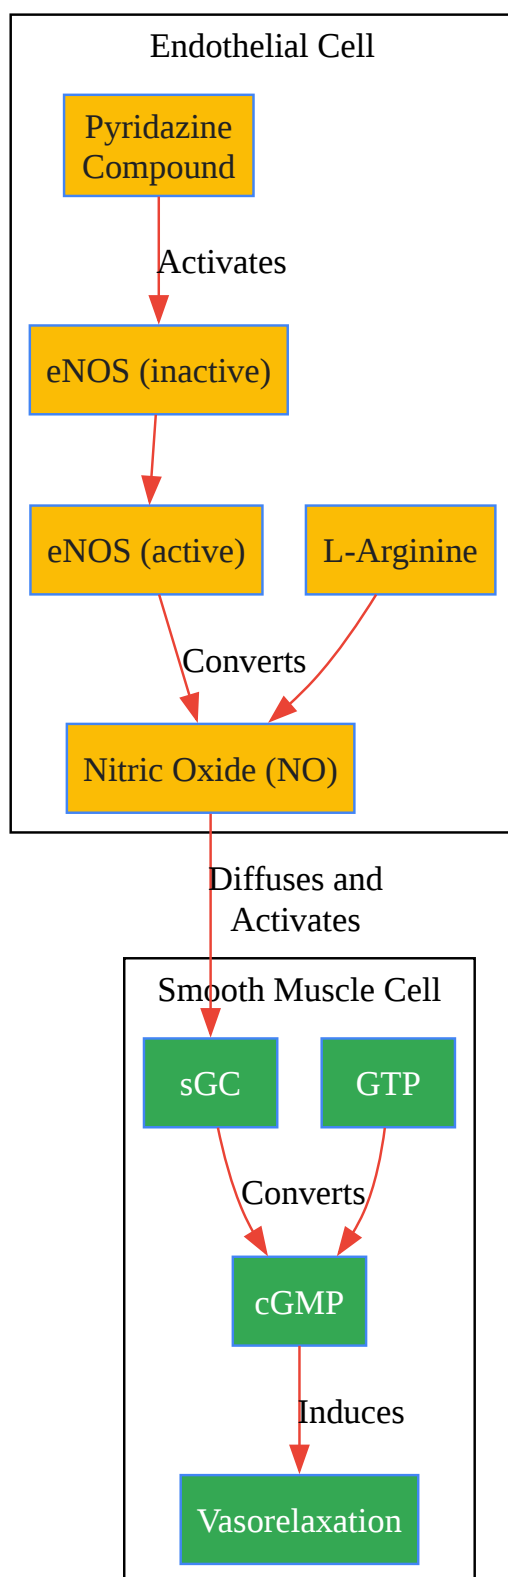 Endothelial Cell
Pyridazine
Compound
Activates
eNOS (inactive)
eNOS (active)
L-Arginine
Converts
Nitric Oxide (NO)
Diffuses and
Activates
Smooth Muscle Cell
sGC
GTP
Converts
cGMP
Induces
Vasorelaxation